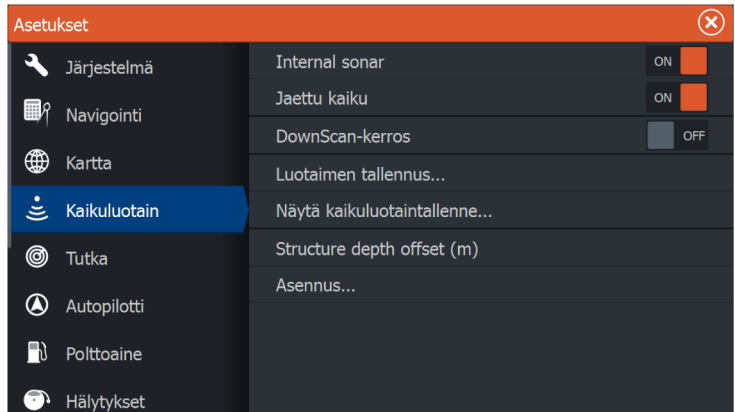 Asetukset
Järjestelmä
Navigointi
Kartta
Kaikuluotain
Tutka
Autopilotti
Polttoaine
Hälytykset
Internal sonar ON
Jaettu kaiku ON
DownScan-kerros OFF
Luotaimen tallennus...
Näytä kaikuluotaintallenne...
Structure depth offset (m)
Asennus...